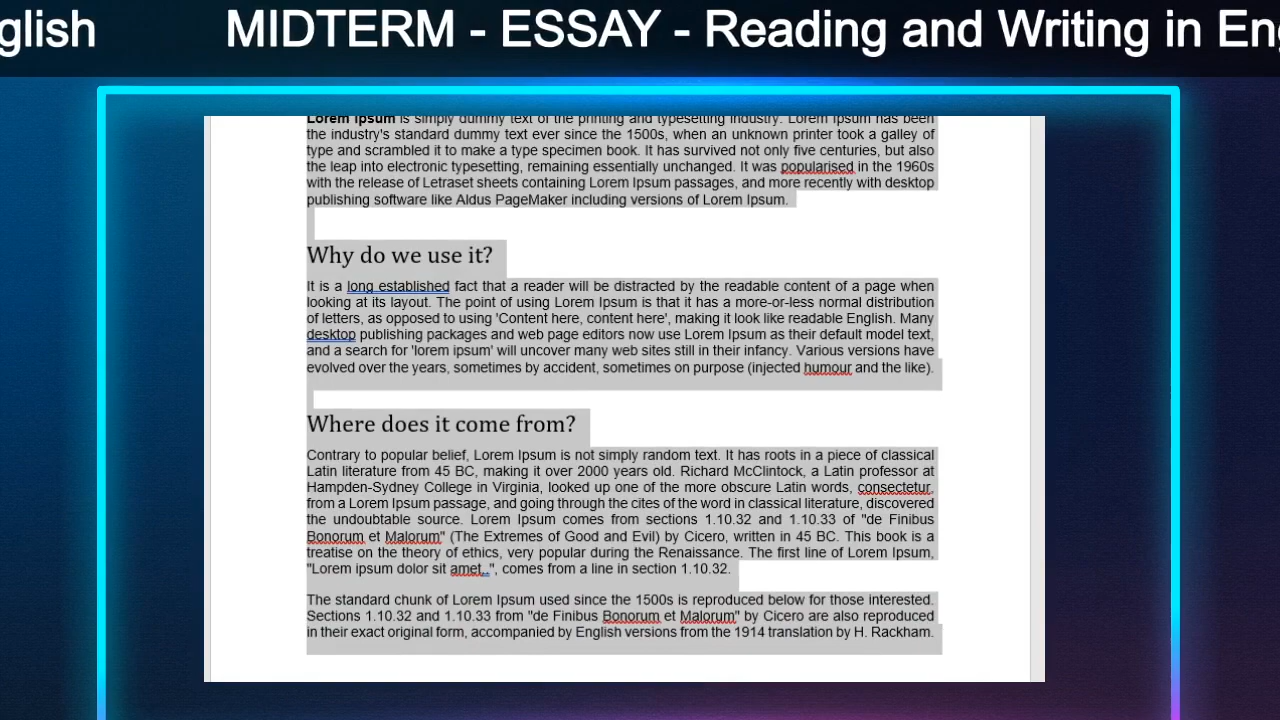 glish MIDTERM - ESSAY - Reading and Writing in Eng
Lorem Ipsum is simply dummy text of the printing and typesetting industry. Lorem Ipsum has been
the industry's standard dummy text ever since the 1500s, when an unknown printer took a galley of
type and scrambled it to make a type specimen book. It has survived not only five centuries, but also
the leap into electronic typesetting, remaining essentially unchanged. It was popularised in the 1960s
with the release of Letraset sheets containing Lorem Ipsum passages, and more recently with desktop
publishing software like Aldus PageMaker including versions of Lorem Ipsum.
Why do we use it?
It is a long established fact that a reader will be distracted by the readable content of a page when
looking at its layout. The point of using Lorem Ipsum is that it has a more-or-less normal distribution
of letters, as opposed to using 'Content here, content here', making it look like readable English. Many
desktop publishing packages and web page editors now use Lorem Ipsum as their default model text,
and a search for 'lorem ipsum' will uncover many web sites still in their infancy. Various versions have
evolved over the years, sometimes by accident, sometimes on purpose (injected humour and the like).
Where does it come from?
Contrary to popular belief, Lorem Ipsum is not simply random text. It has roots in a piece of classical
Latin literature from 45 BC, making it over 2000 years old. Richard McClintock, a Latin professor at
Hampden-Sydney College in Virginia, looked up one of the more obscure Latin words, consectetur,
from a Lorem Ipsum passage, and going through the cites of the word in classical literature, discovered
the undoubtable source. Lorem Ipsum comes from sections 1.10.32 and 1.10.33 of "de Finibus
Bonorum et Malorum" (The Extremes of Good and Evil) by Cicero, written in 45 BC. This book is a
treatise on the theory of ethics, very popular during the Renaissance. The first line of Lorem Ipsum,
"Lorem ipsum dolor sit amet..", comes from a line in section 1.10.32.
The standard chunk of Lorem Ipsum used since the 1500s is reproduced below for those interested.
Sections 1.10.32 and 1.10.33 from "de Finibus Bonorum et Malorum" by Cicero are also reproduced
in their exact original form, accompanied by English versions from the 1914 translation by H. Rackham.